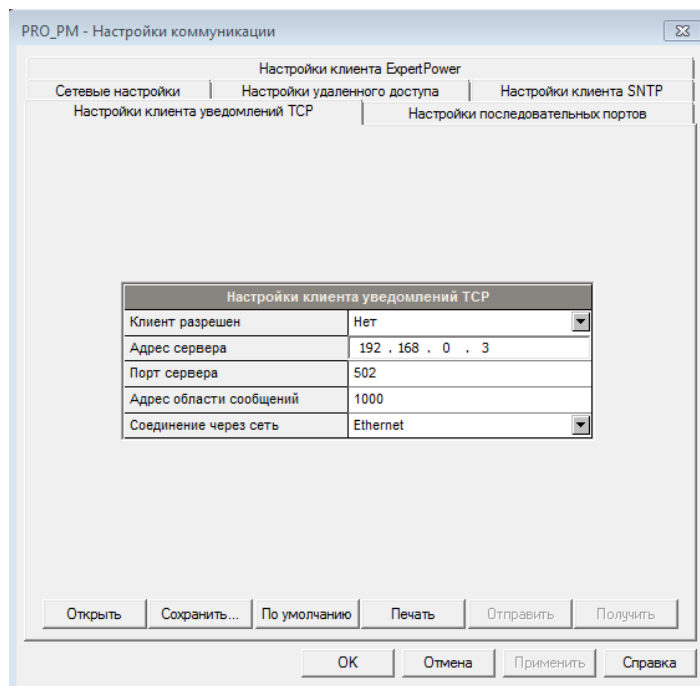 PRO_PM - Настройки коммуникации
Настройки клиента ExpertPower
Сетевые настройки Настройки удаленного доступа Настройки клиента SNTP
Настройки клиента уведомлений TCP Настройки последовательных портов
Настройки клиента уведомлений TCP
Клиент разрешен Нет
Адрес сервера 192 . 168 . 0 . 3
Порт сервера 502
Адрес области сообщений 1000
Соединение через сеть Ethernet
Открыть Сохранить... По умолчанию Печать Отправить Получить
OK Отмена Применить Справка